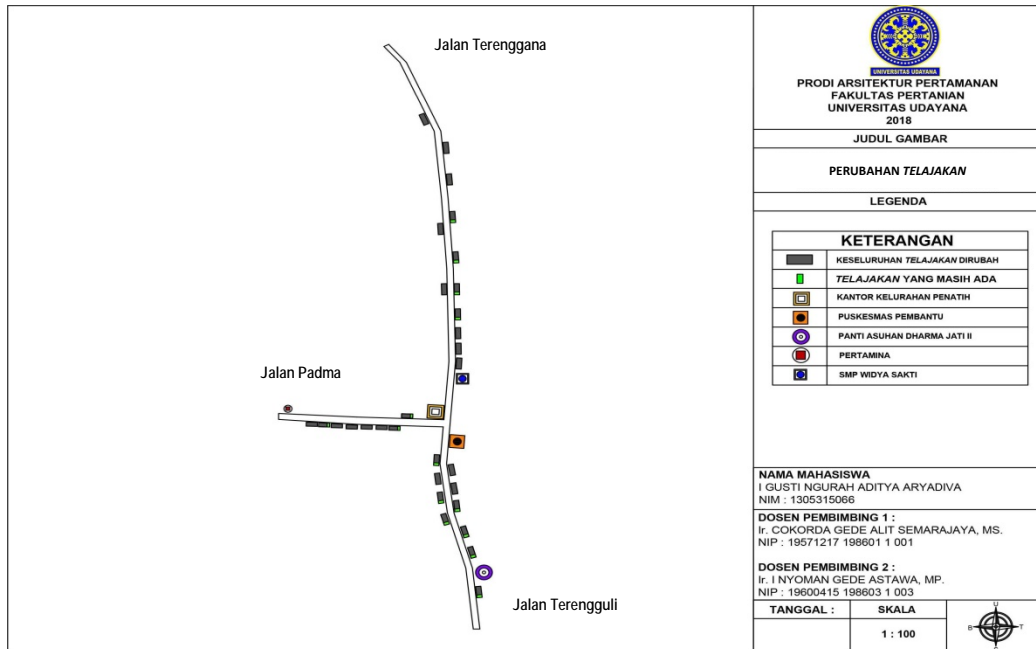 Jalan Terenggana
Jalan Padma
Jalan Terengguli
UNIVERSITAS UDAYANA
PRODI ARSITEKTUR PERTAMANAN
FAKULTAS PERTANIAN
UNIVERSITAS UDAYANA
2018
JUDUL GAMBAR
PERUBAHAN TELAJAKAN
LEGENDA
KETERANGAN
KESELURUHAN TELAJAKAN DIRUBAH
TELAJAKAN YANG MASIH ADA
KANTOR KELURAHAN PENATIH
PUSKESMAS PEMBANTU
PANTI ASUHAN DHARMA JATI II
PERTAMINA
SMP WIDYA SAKTI
NAMA MAHASISWA
I GUSTI NGURAH ADITYA ARYADIVA
NIM : 1305315066
DOSEN PEMBIMBING 1 :
Ir. COKORDA GEDE ALIT SEMARAJAYA, MS.
NIP : 19571217 198601 1 001
DOSEN PEMBIMBING 2 :
Ir. I NYOMAN GEDE ASTAWA, MP.
NIP : 19600415 198603 1 003
TANGGAL :
SKALA
1 : 100
U
B
T